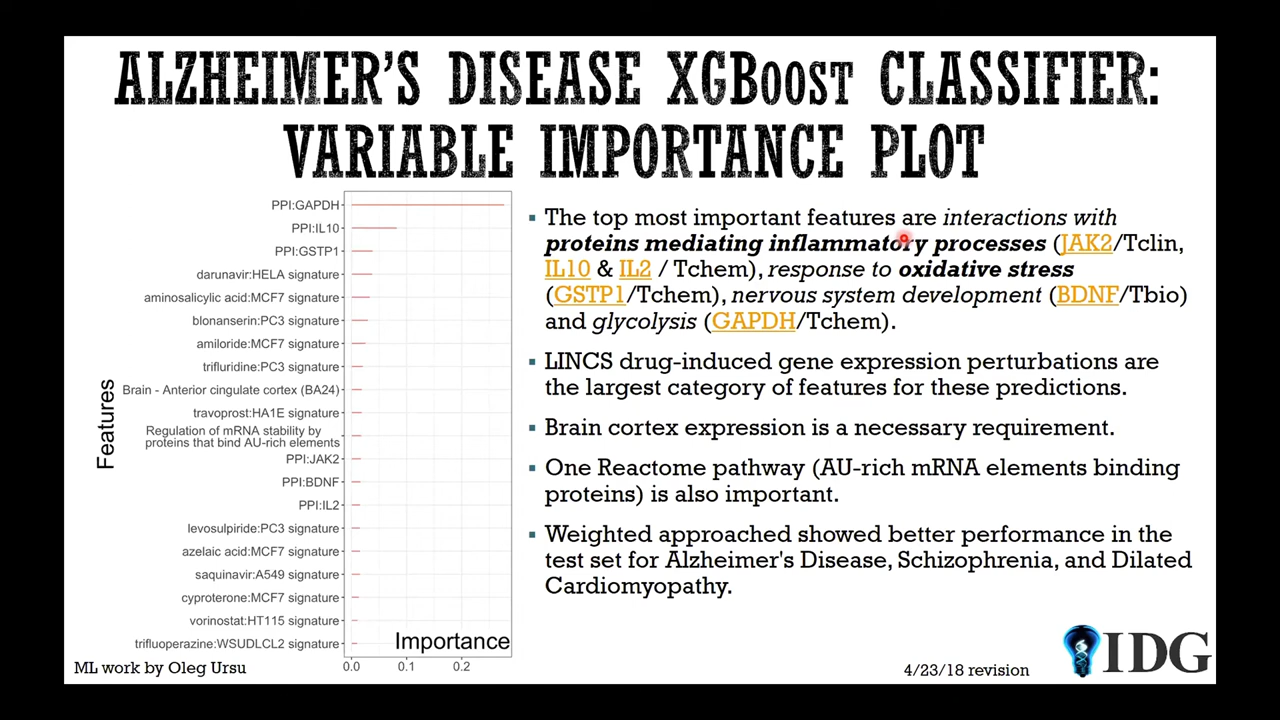 ALZHEIMER'S DISEASE XGBOOST CLASSIFIER:
VARIABLE IMPORTANCE PLOT
Features
PPI:GAPDH
PPI:IL10
PPI:GSTP1
darunavir:HELA signature
aminosalicylic acid:MCF7 signature
blonanserin:PC3 signature
amiloride:MCF7 signature
trifluridine:PC3 signature
Brain - Anterior cingulate cortex (BA24)
travoprost:HA1E signature
Regulation of mRNA stability by
proteins that bind AU-rich elements
PPI:JAK2
PPI:BDNF
PPI:IL2
levosulpiride:PC3 signature
azelaic acid:MCF7 signature
saquinavir:A549 signature
cyproterone:MCF7 signature
vorinostat:HT115 signature
trifluoperazine:WSUDLCL2 signature
Importance
0.0 0.1 0.2
ML work by Oleg Ursu
The top most important features are interactions with
proteins mediating inflammatory processes (JAK2/Tclin,
IL10 & IL2 / Tchem), response to oxidative stress
(GSTP1/Tchem), nervous system development (BDNF/Tbio)
and glycolysis (GAPDH/Tchem).
LINCS drug-induced gene expression perturbations are
the largest category of features for these predictions.
Brain cortex expression is a necessary requirement.
One Reactome pathway (AU-rich mRNA elements binding
proteins) is also important.
Weighted approached showed better performance in the
test set for Alzheimer's Disease, Schizophrenia, and Dilated
Cardiomyopathy.
4/23/18 revision
IDG